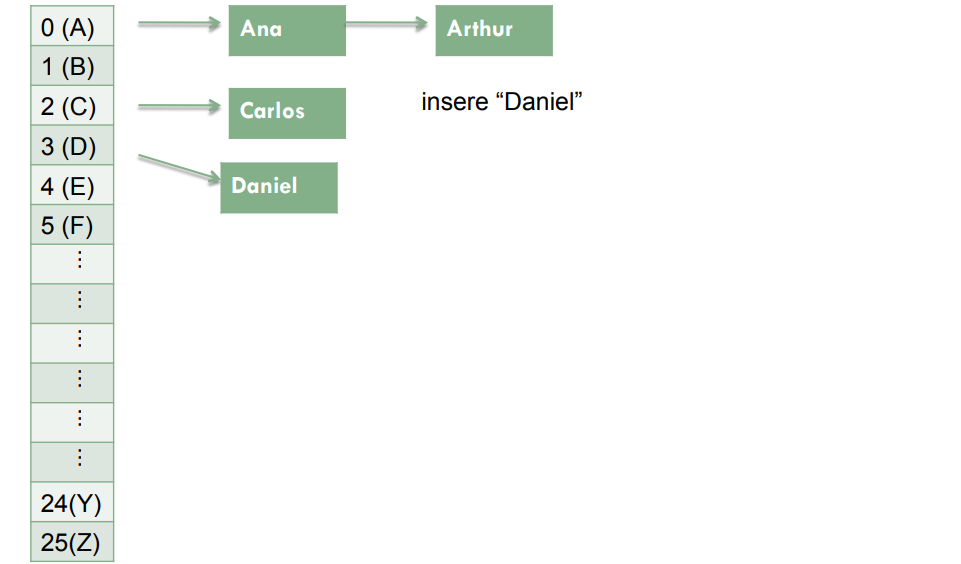 0 (A)
Ana
Arthur
1 (B)
2 (C)
Carlos
insere “Daniel”
3 (D)
4 (E)
Daniel
5 (F)
⋮
⋮
⋮
⋮
⋮
⋮
24(Y)
25(Z)